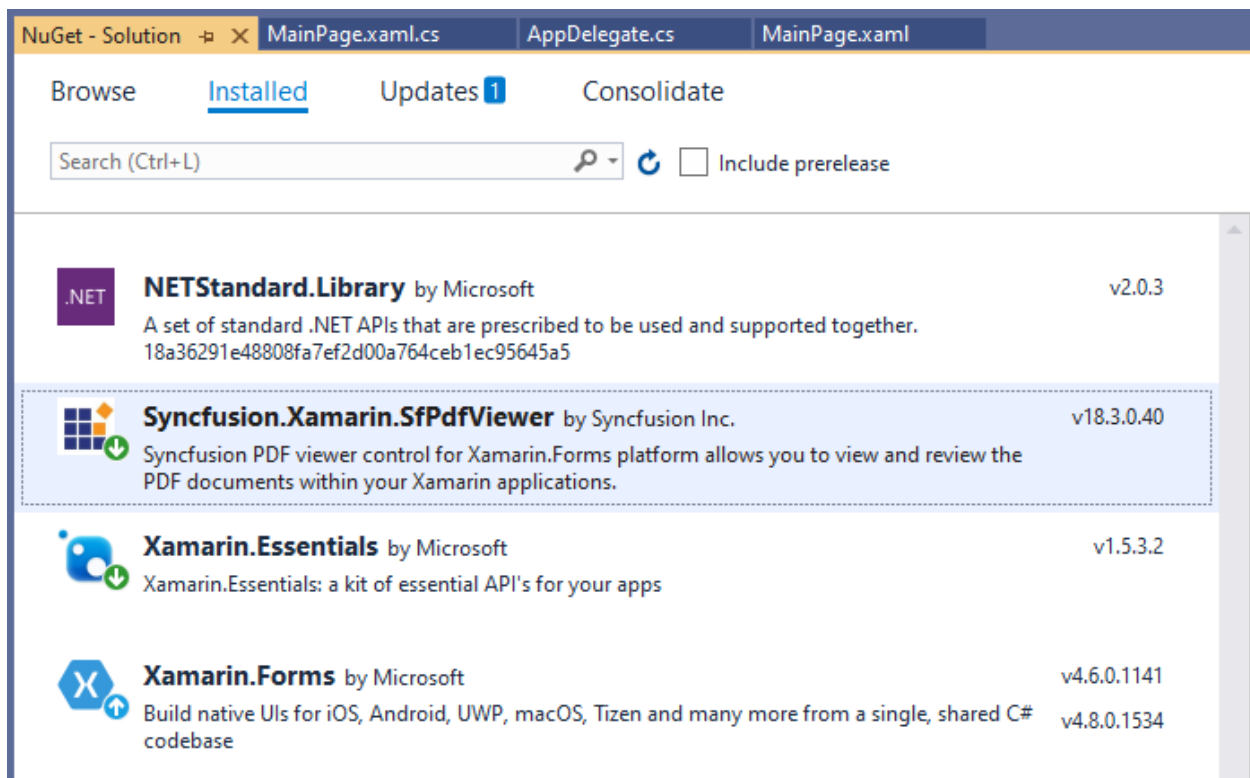 NuGet - Solution MainPage.xaml.cs AppDelegate.cs MainPage.xaml
Browse Installed Updates 1 Consolidate
Search (Ctrl+L) Include prerelease
.NET
NETStandard.Library by Microsoft v2.0.3
A set of standard .NET APIs that are prescribed to be used and supported together.
18a36291e48808fa7ef2d00a764ceb1ec95645a5
Syncfusion.Xamarin.SfPdfViewer by Syncfusion Inc. v18.3.0.40
Syncfusion PDF viewer control for Xamarin.Forms platform allows you to view and review the
PDF documents within your Xamarin applications.
Xamarin.Essentials by Microsoft v1.5.3.2
Xamarin.Essentials: a kit of essential API's for your apps
Xamarin.Forms by Microsoft v4.6.0.1141
Build native UIs for iOS, Android, UWP, macOS, Tizen and many more from a single, shared C# v4.8.0.1534
codebase